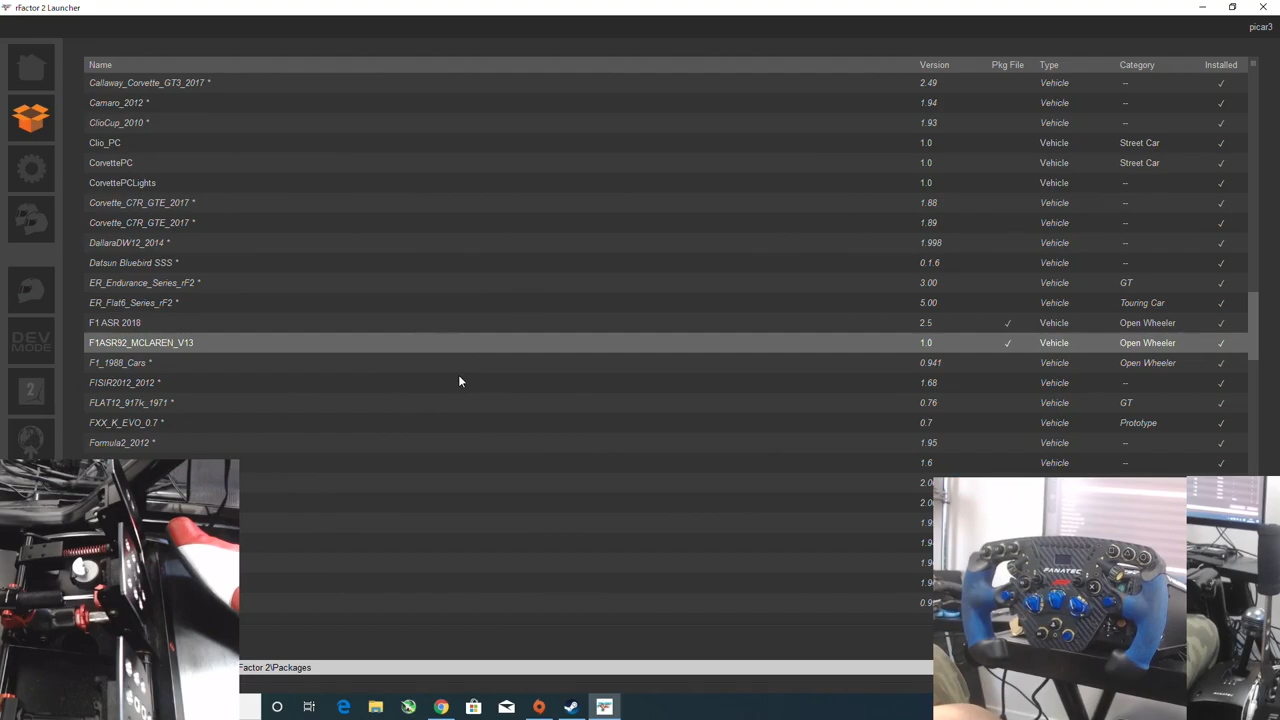 rFactor 2 Launcher
picar3
Name Version Pkg File Type Category Installed
Callaway_Corvette_GT3_2017 * 2.49 Vehicle -- ✓
Camaro_2012 * 1.94 Vehicle -- ✓
ClioCup_2010 * 1.93 Vehicle -- ✓
Clio_PC 1.0 Vehicle Street Car ✓
CorvettePC 1.0 Vehicle Street Car ✓
CorvettePCLights 1.0 Vehicle -- ✓
Corvette_C7R_GTE_2017 * 1.88 Vehicle -- ✓
Corvette_C7R_GTE_2017 * 1.89 Vehicle -- ✓
DallaraDW12_2014 * 1.998 Vehicle -- ✓
Datsun Bluebird SSS * 0.1.6 Vehicle -- ✓
ER_Endurance_Series_rF2 * 3.00 Vehicle GT ✓
ER_Flat6_Series_rF2 * 5.00 Vehicle Touring Car ✓
F1 ASR 2018 2.5 ✓ Vehicle Open Wheeler ✓
F1ASR92_MCLAREN_V13 1.0 ✓ Vehicle Open Wheeler ✓
F1_1988_Cars * 0.941 Vehicle Open Wheeler ✓
FISIR2012_2012 * 1.68 Vehicle -- ✓
FLAT12_917k_1971 * 0.76 Vehicle GT ✓
FXX_K_EVO_0.7 * 0.7 Vehicle Prototype ✓
Formula2_2012 * 1.95 Vehicle -- ✓
1.6 Vehicle -- ✓
DEV
MODE
2
FANATEC
Factor 2\Packages